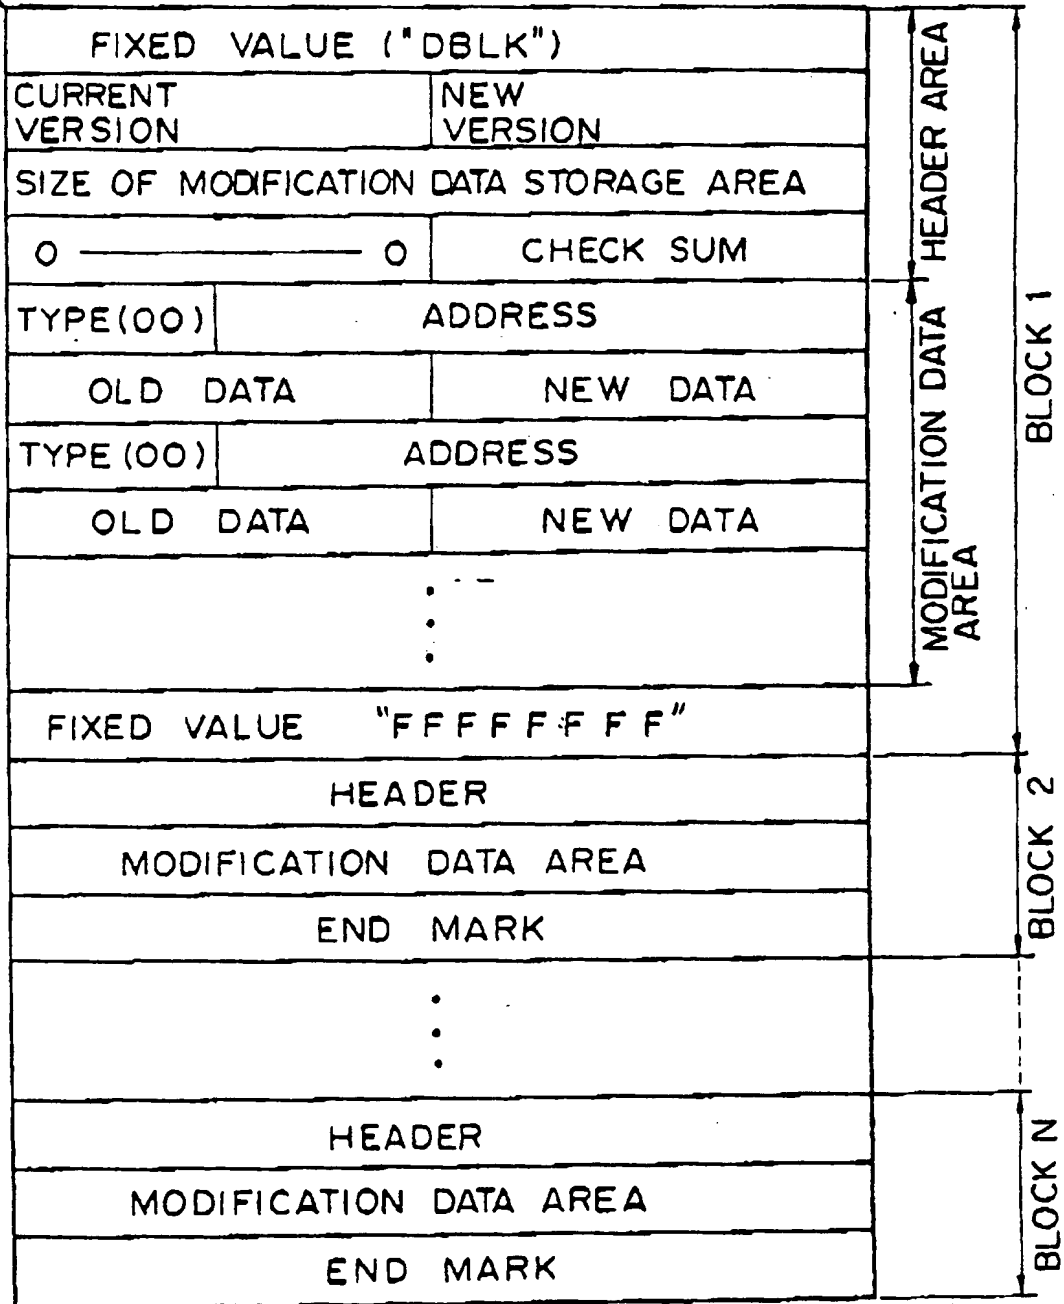 FIXED VALUE ("DBLK")
CURRENT VERSION
NEW VERSION
SIZE OF MODIFICATION DATA STORAGE AREA
0 ——— 0
CHECK SUM
HEADER AREA
TYPE(00)
ADDRESS
OLD DATA
NEW DATA
TYPE(00)
ADDRESS
OLD DATA
NEW DATA
MODIFICATION DATA
AREA
FIXED VALUE "FFFFFFFF"
BLOCK 1
HEADER
MODIFICATION DATA AREA
END MARK
BLOCK 2
HEADER
MODIFICATION DATA AREA
END MARK
BLOCK N